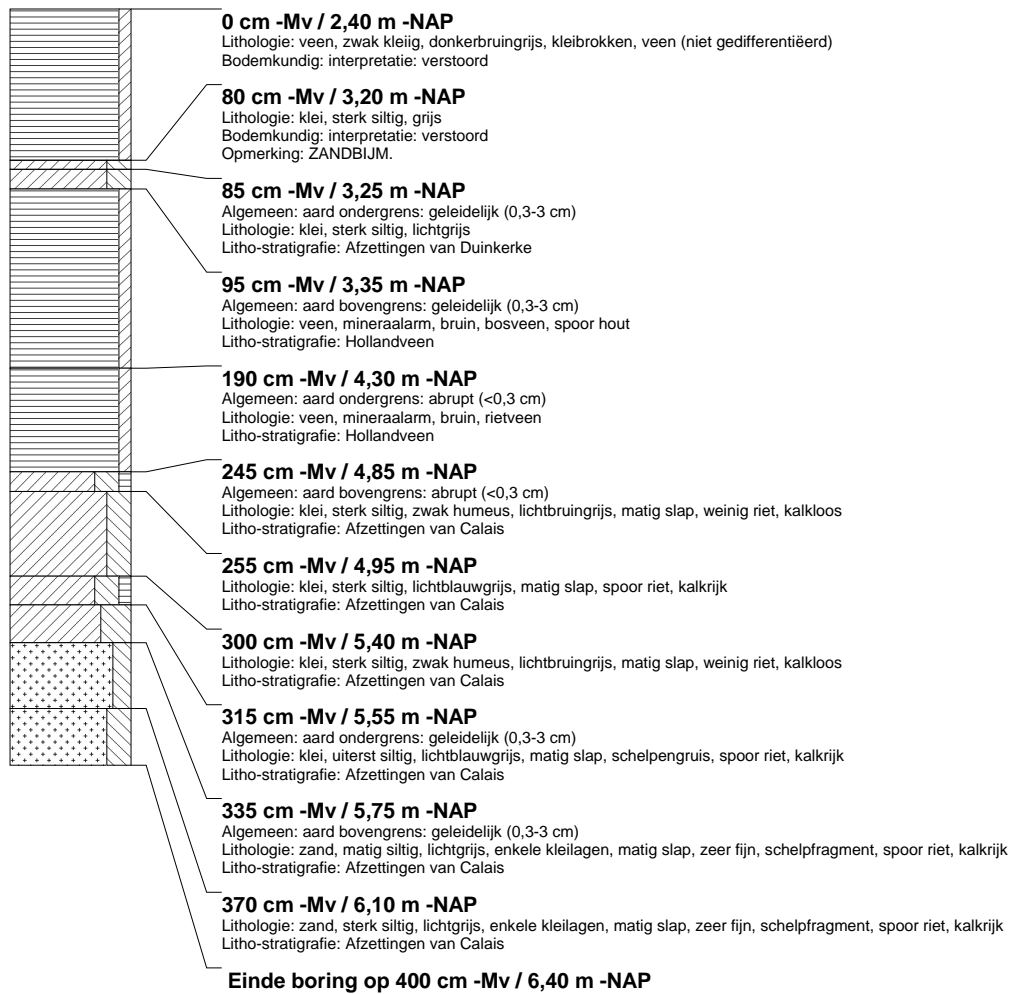 0 cm -Mv / 2,40 m -NAP
Lithologie: veen, zwak kleiig, donkerbruingrijs, kleibrokken, veen (niet gedifferentiëerd)
Bodemkundig: interpretatie: verstoord
80 cm -Mv / 3,20 m -NAP
Lithologie: klei, sterk siltig, grijs
Bodemkundig: interpretatie: verstoord
Opmerking: ZANDBIJM.
85 cm -Mv / 3,25 m -NAP
Algemeen: aard ondergrens: geleidelijk (0,3-3 cm)
Lithologie: klei, sterk siltig, lichtgrijs
Litho-stratigrafie: Afzettingen van Duinkerke
95 cm -Mv / 3,35 m -NAP
Algemeen: aard bovengrens: geleidelijk (0,3-3 cm)
Lithologie: veen, mineraalarm, bruin, bosveen, spoor hout
Litho-stratigrafie: Hollandveen
190 cm -Mv / 4,30 m -NAP
Algemeen: aard ondergrens: abrupt (<0,3 cm)
Lithologie: veen, mineraalarm, bruin, rietveen
Litho-stratigrafie: Hollandveen
245 cm -Mv / 4,85 m -NAP
Algemeen: aard bovengrens: abrupt (<0,3 cm)
Lithologie: klei, sterk siltig, zwak humeus, lichtbruingrijs, matig slap, weinig riet, kalkloos
Litho-stratigrafie: Afzettingen van Calais
255 cm -Mv / 4,95 m -NAP
Lithologie: klei, sterk siltig, lichtblauwgrijs, matig slap, spoor riet, kalkrijk
Litho-stratigrafie: Afzettingen van Calais
300 cm -Mv / 5,40 m -NAP
Lithologie: klei, sterk siltig, zwak humeus, lichtbruingrijs, matig slap, weinig riet, kalkloos
Litho-stratigrafie: Afzettingen van Calais
315 cm -Mv / 5,55 m -NAP
Algemeen: aard ondergrens: geleidelijk (0,3-3 cm)
Lithologie: klei, uiterst siltig, lichtblauwgrijs, matig slap, schelpengruis, spoor riet, kalkrijk
Litho-stratigrafie: Afzettingen van Calais
335 cm -Mv / 5,75 m -NAP
Algemeen: aard bovengrens: geleidelijk (0,3-3 cm)
Lithologie: zand, matig siltig, lichtgrijs, enkele kleilagen, matig slap, zeer fijn, schelpfragment, spoor riet, kalkrijk
Litho-stratigrafie: Afzettingen van Calais
370 cm -Mv / 6,10 m -NAP
Lithologie: zand, sterk siltig, lichtgrijs, enkele kleilagen, matig slap, zeer fijn, schelpfragment, spoor riet, kalkrijk
Litho-stratigrafie: Afzettingen van Calais
Einde boring op 400 cm -Mv / 6,40 m -NAP